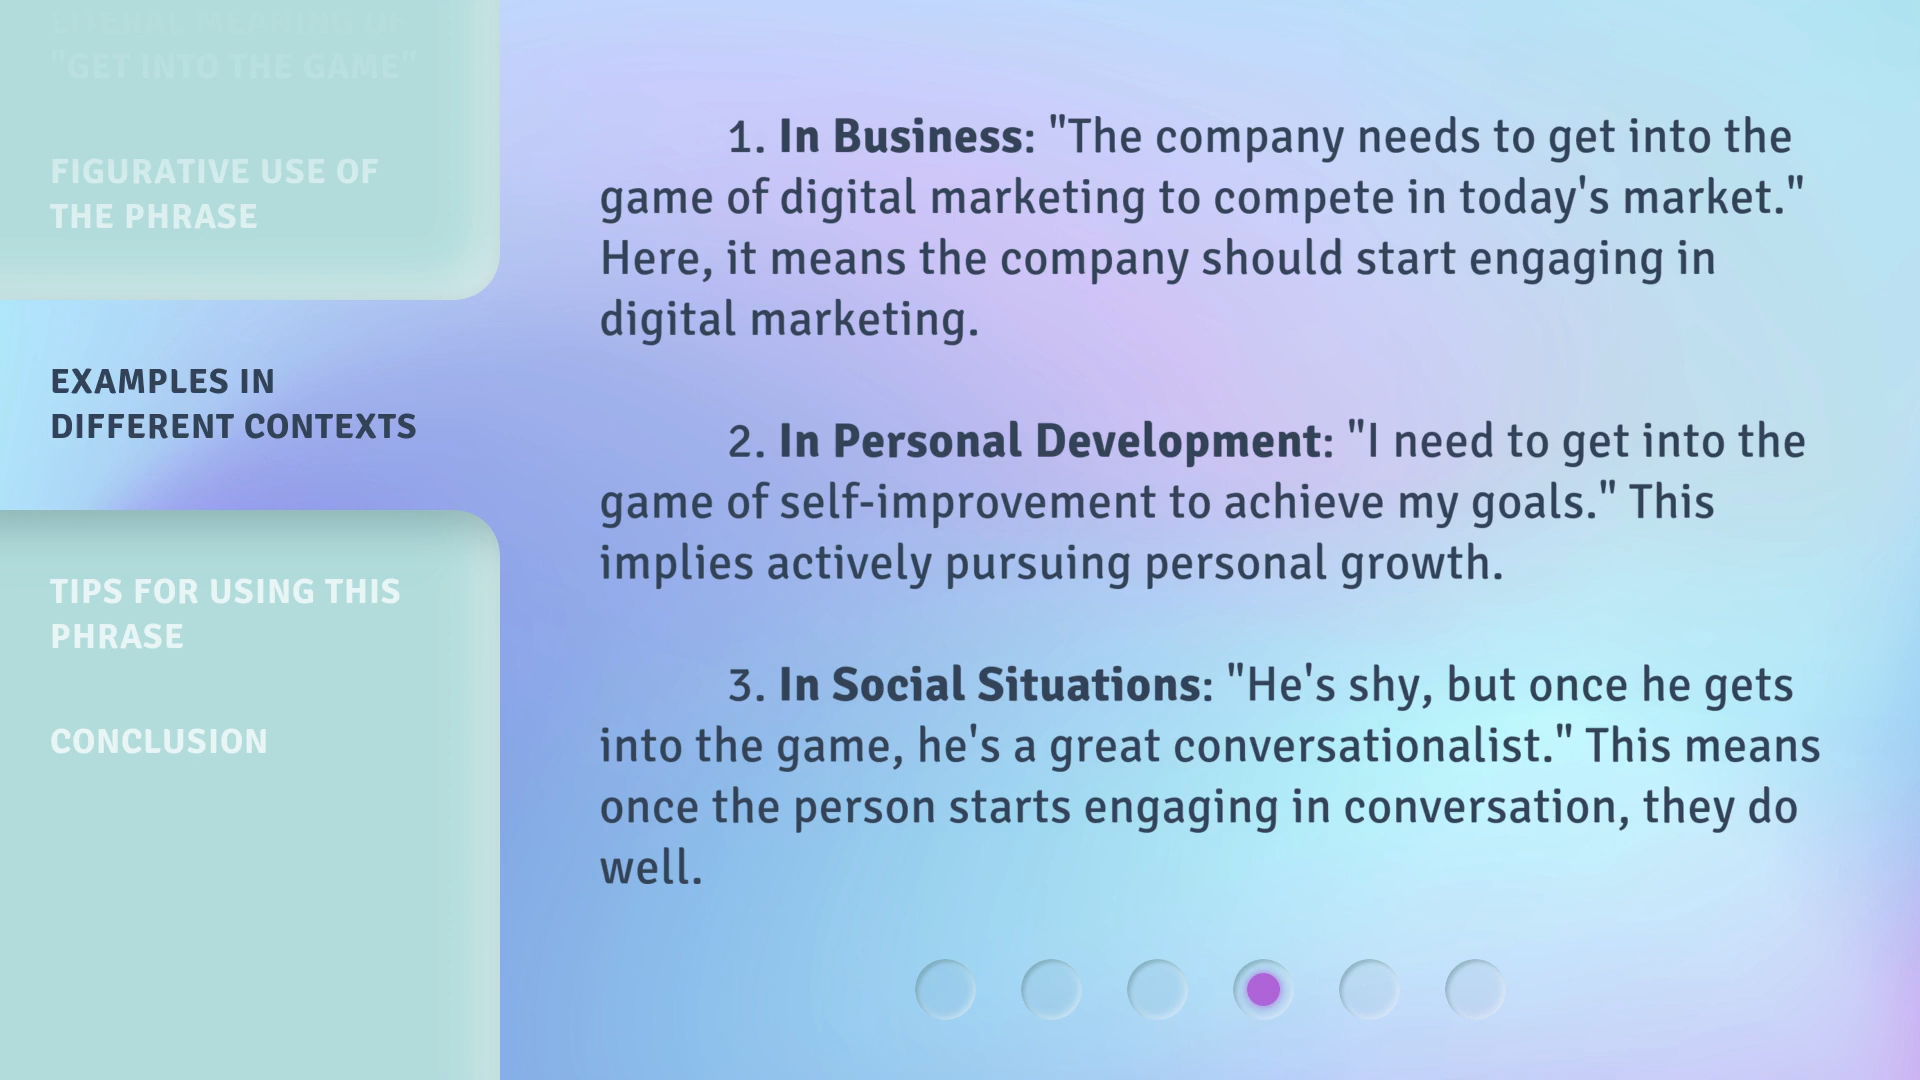 LITERAL MEANING OF
"GET INTO THE GAME"
FIGURATIVE USE OF
THE PHRASE
EXAMPLES IN
DIFFERENT CONTEXTS
TIPS FOR USING THIS
PHRASE
CONCLUSION
1. In Business: "The company needs to get into the
game of digital marketing to compete in today's market."
Here, it means the company should start engaging in
digital marketing.
2. In Personal Development: "I need to get into the
game of self-improvement to achieve my goals." This
implies actively pursuing personal growth.
3. In Social Situations: "He's shy, but once he gets
into the game, he's a great conversationalist." This means
once the person starts engaging in conversation, they do
well.